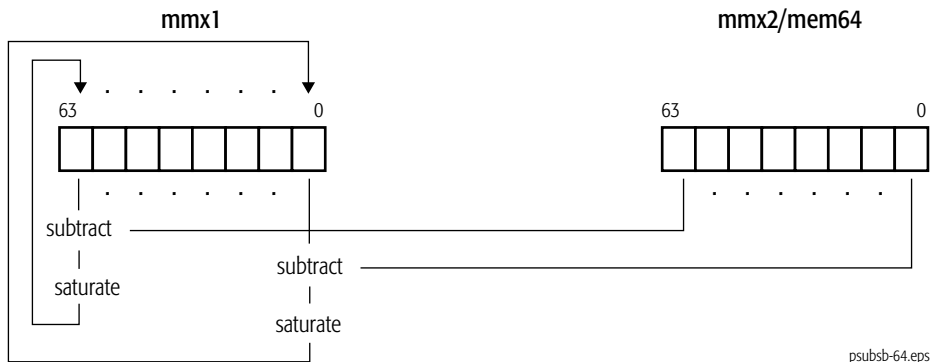 mmx1
mmx2/mem64
. . . . . .
63 0
63 0
. . . . . .
. . . . . .
subtract
subtract
saturate
saturate
psubsb-64.eps